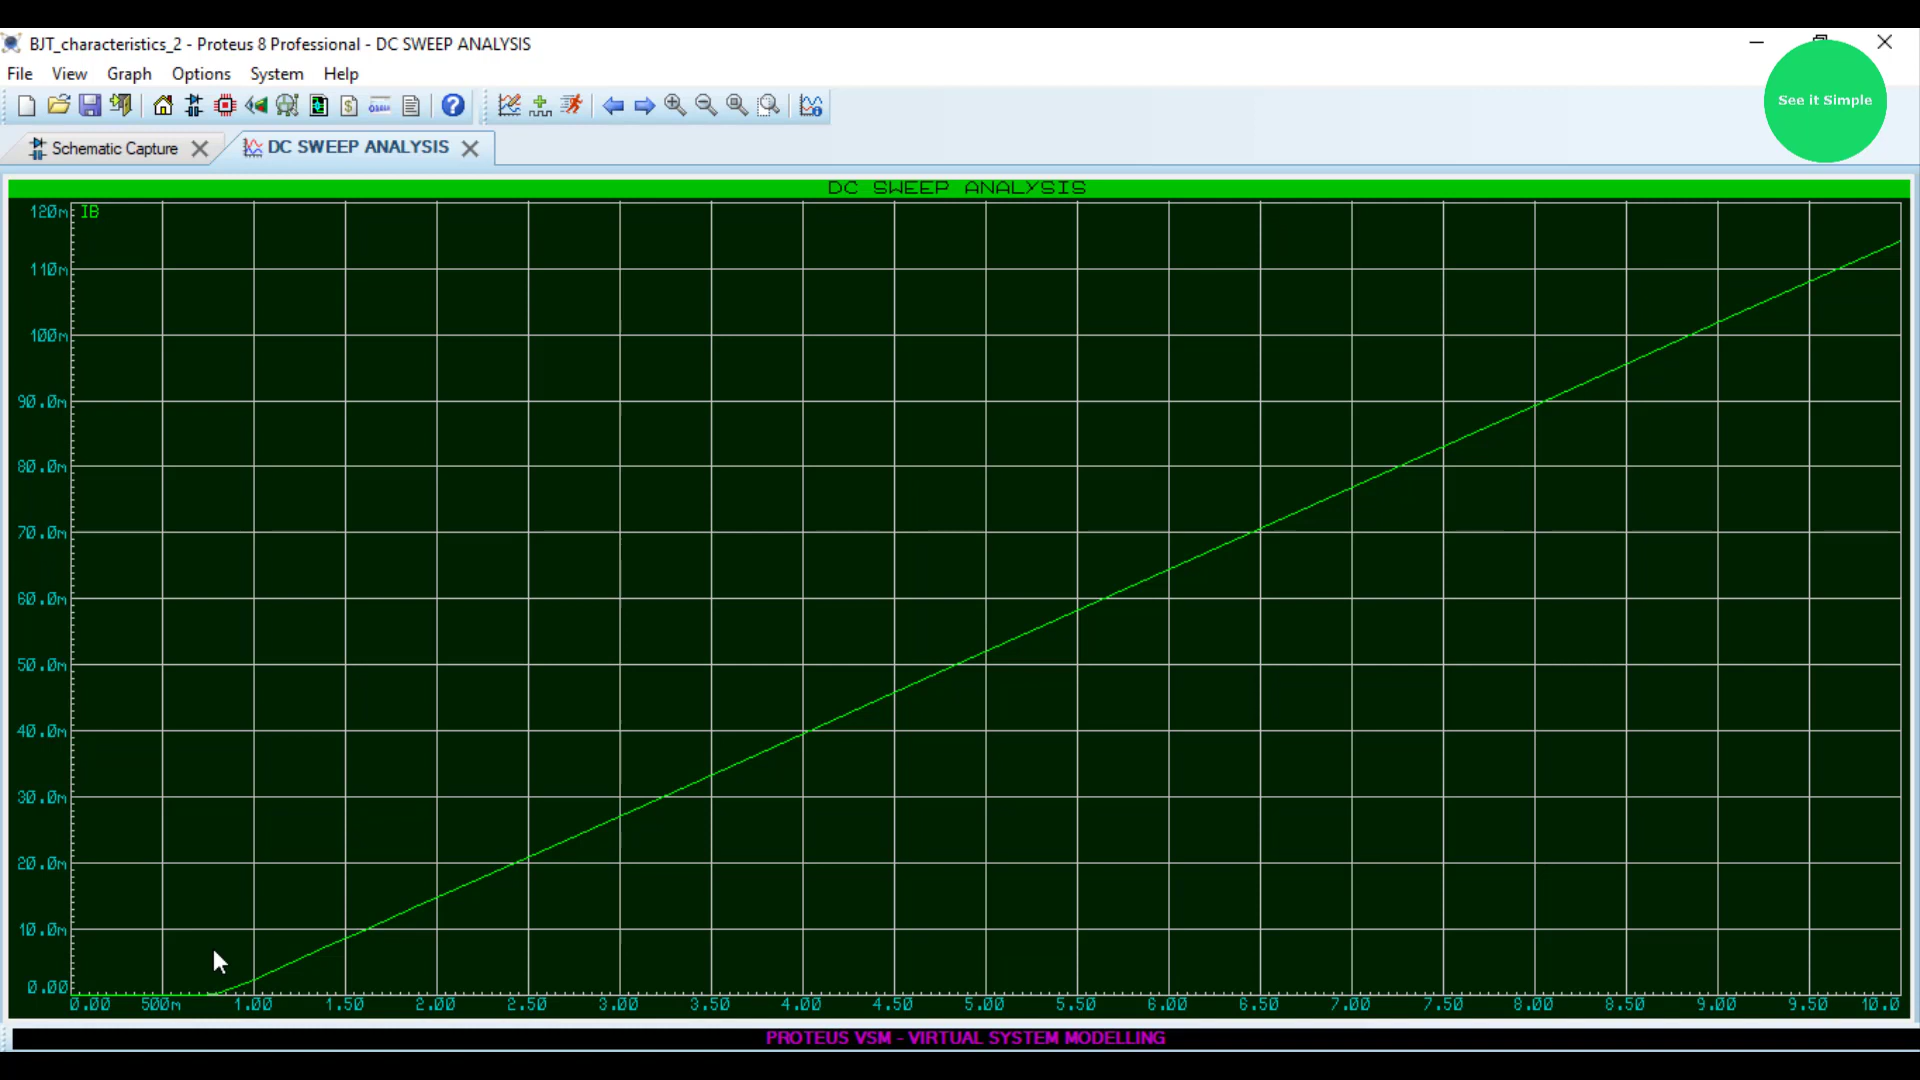 BJT_characteristics_2 - Proteus 8 Professional - DC SWEEP ANALYSIS
File View Graph Options System Help
See it Simple
Schematic Capture
DC SWEEP ANALYSIS
DC SWEEP ANALYSIS
120m IB
110m
100m
90.0m
80.0m
70.0m
60.0m
50.0m
40.0m
30.0m
20.0m
10.0m
0.00
0.00 500m 1.00 1.50 2.00 2.50 3.00 3.50 4.00 4.50 5.00 5.50 6.00 6.50 7.00 7.50 8.00 8.50 9.00 9.50 10.0
PROTEUS VSM - VIRTUAL SYSTEM MODELLING